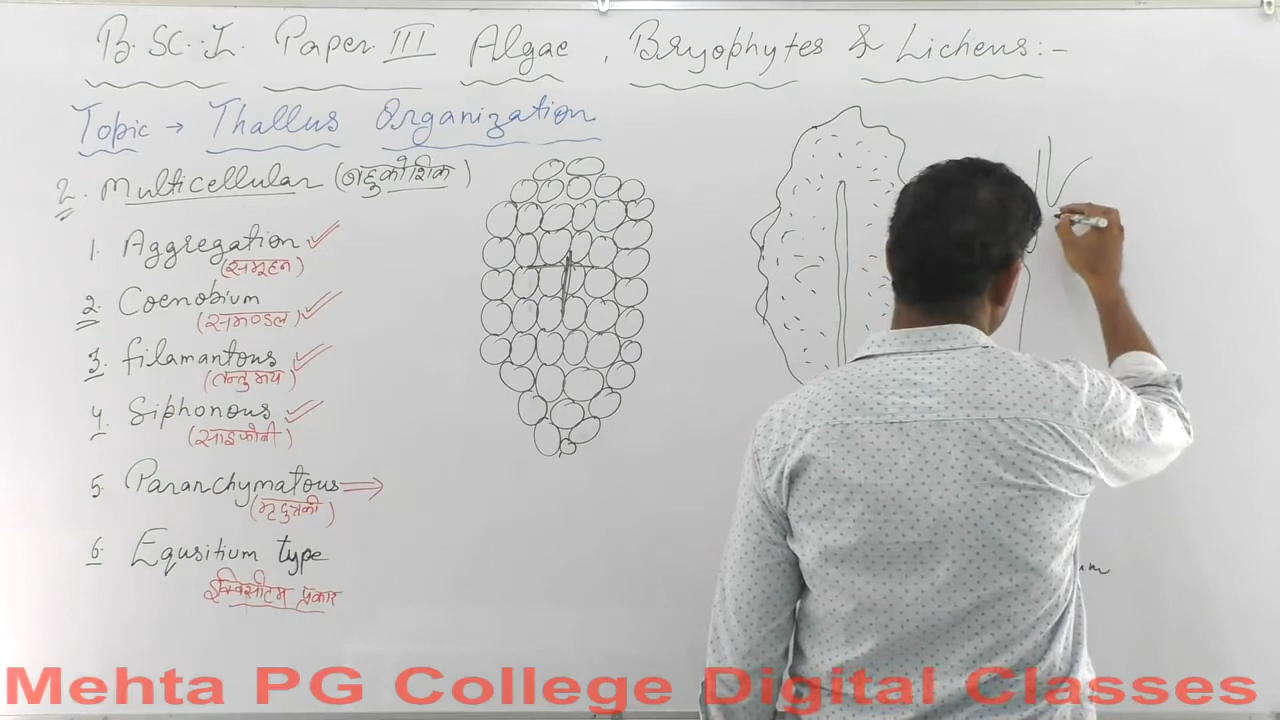 B.SC.I. Paper III Algae, Bryophytes & Lichens:-
Topic → Thallus Organization
2. Multicellular (बहुकोशिक)
1. Aggregation
(समूहन)
2. Coenobium
(समण्डल)
3. filamantous
(तन्तुमय)
4. Siphonous
(साइफोनी)
5. Paranchymatous
(मृदुतकी)
6. Equsitium type
इक्विसीटम प्रकार
Mehta PG College Digital Classes